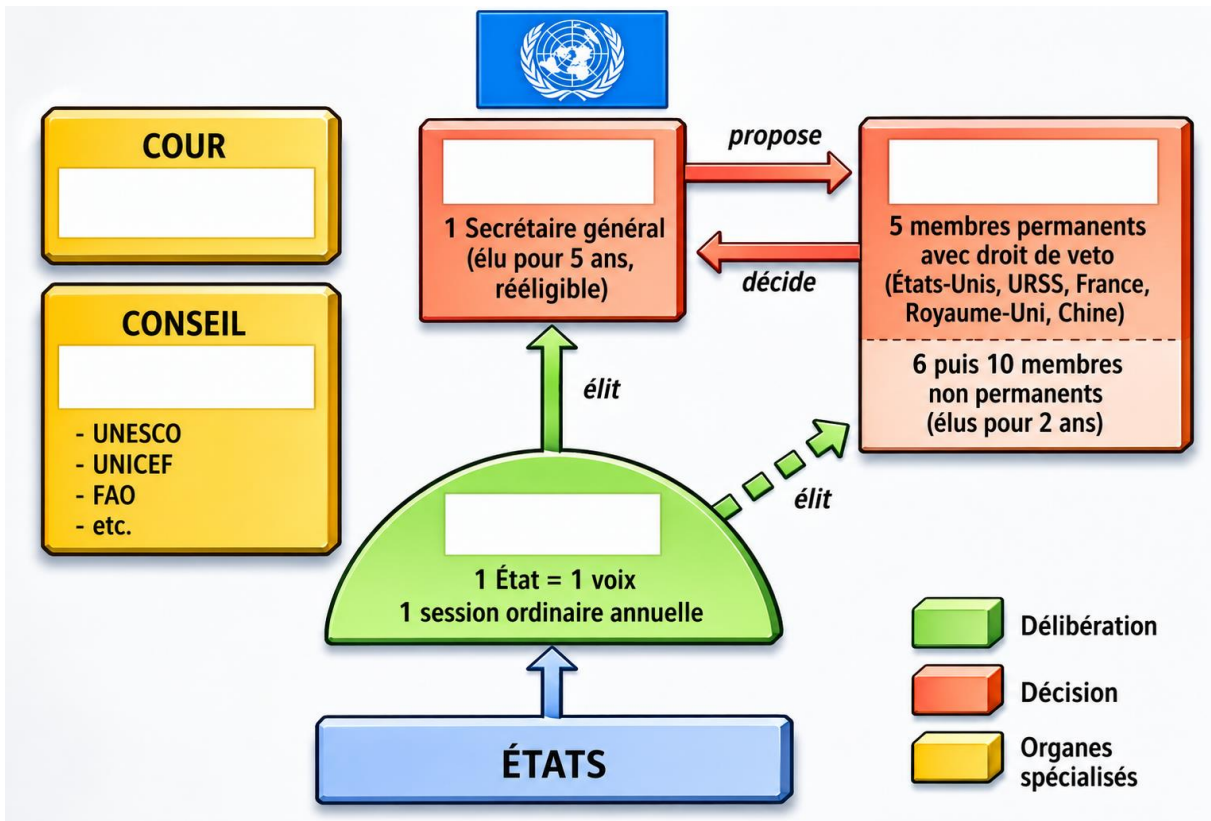 COUR
CONSEIL
- UNESCO
- UNICEF
- FAO
- etc.
1 Secrétaire général
(élu pour 5 ans,
rééligible)
propose
décide
5 membres permanents
avec droit de veto
(États-Unis, URSS, France,
Royaume-Uni, Chine)
6 puis 10 membres
non permanents
(élus pour 2 ans)
élit
élit
1 État = 1 voix
1 session ordinaire annuelle
ÉTATS
Délibération
Décision
Organes
spécialisés